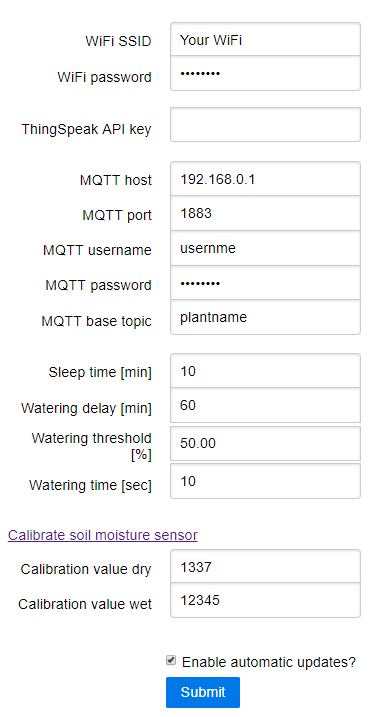 WiFi SSID Your WiFi
WiFi password ••••••••
ThingSpeak API key
MQTT host 192.168.0.1
MQTT port 1883
MQTT username usernme
MQTT password ••••••••
MQTT base topic plantname
Sleep time [min] 10
Watering delay [min] 60
Watering threshold
[%] 50.00
Watering time [sec] 10
Calibrate soil moisture sensor
Calibration value dry 1337
Calibration value wet 12345
Enable automatic updates?
Submit